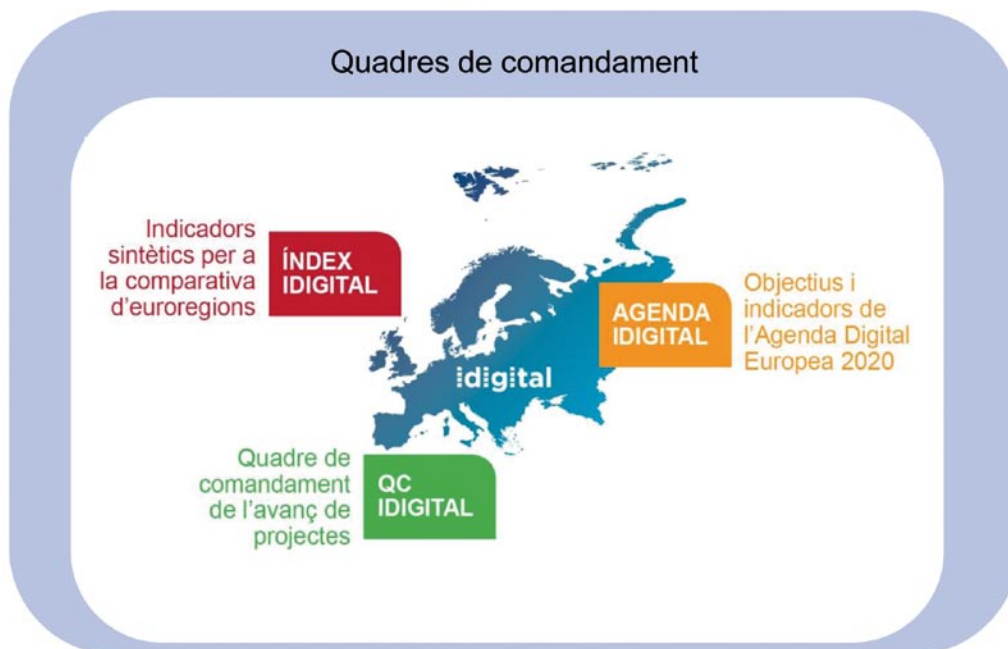 Quadres de comandament
Indicadors
sintètics per a
la comparativa
d'euroregions
ÍNDEX
IDIGITAL
AGENDA
IDIGITAL
Objectius i
indicadors de
l'Agenda Digital
Europea 2020
idigital
Quadre de
comandament
de l'avanç de
projectes
QC
IDIGITAL